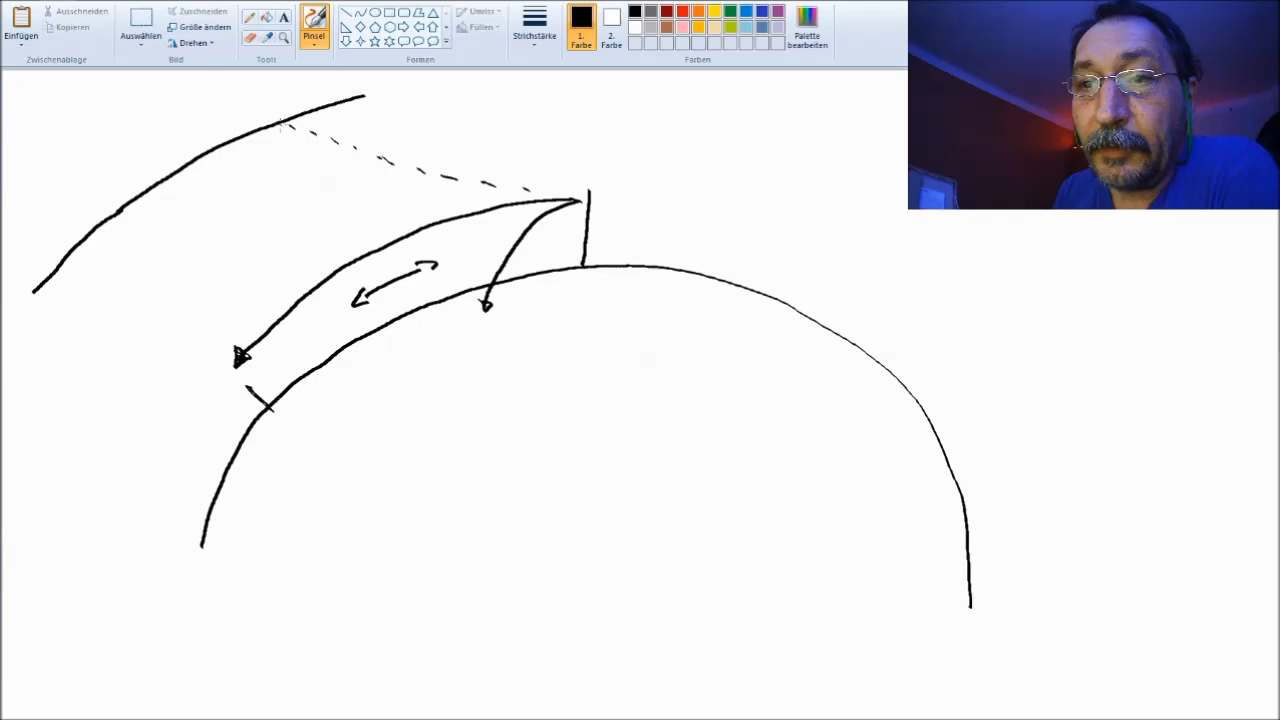 Ausschneiden Zuschneiden Umriss
Kopieren Größe ändern Füllen
Einfügen Auswählen Drehen Pinsel Strichstärke 1. Farbe 2. Farbe Palette bearbeiten
Zwischenablage Bild Tools Formen Farben
A